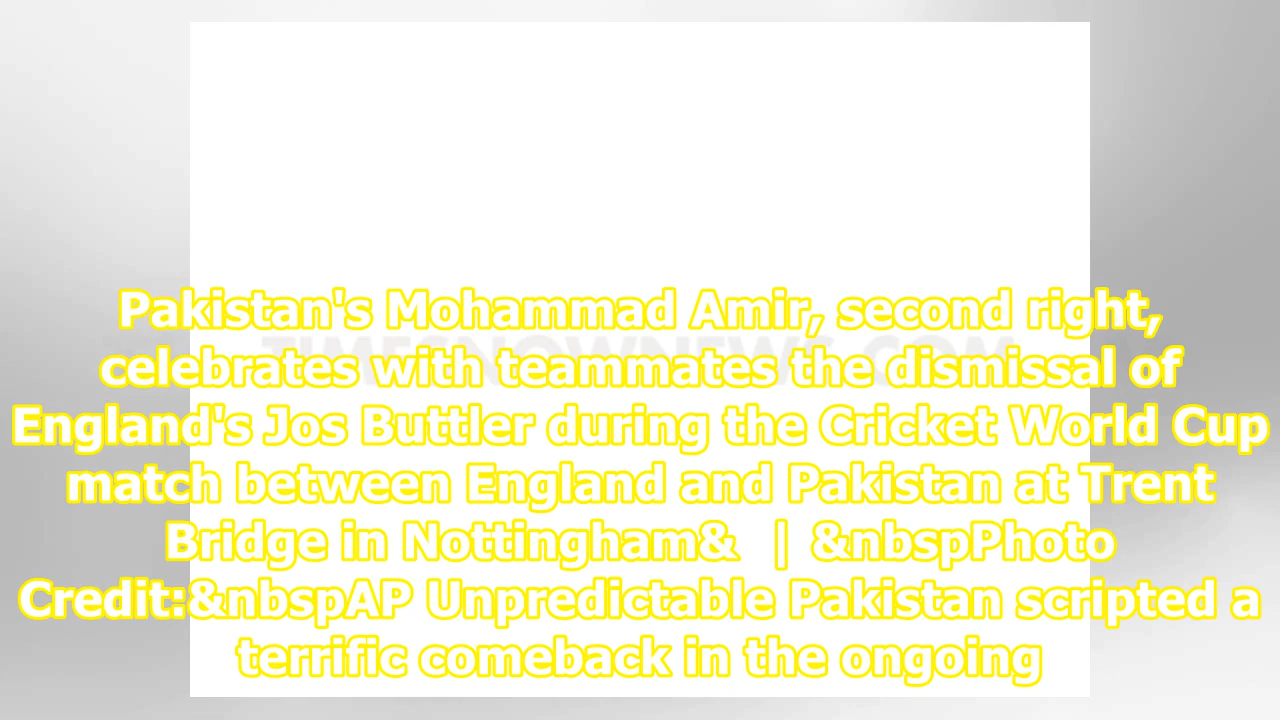 Pakistan's Mohammad Amir, second right,
celebrates with teammates the dismissal of
England's Jos Buttler during the Cricket World Cup
match between England and Pakistan at Trent
Bridge in Nottingham& | &nbspPhoto
Credit:&nbspAP Unpredictable Pakistan scripted a
terrific comeback in the ongoing
TIMESNOWNEWS.COM